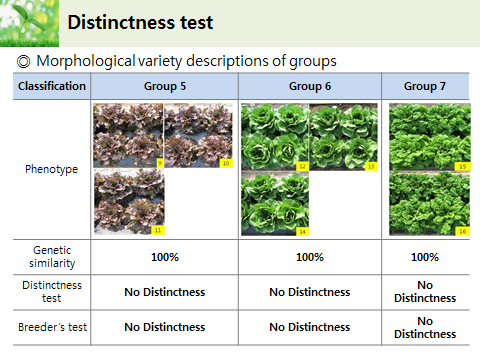 Distinctness test
◎ Morphological variety descriptions of groups
Classification Group 5 Group 6 Group 7
Phenotype
9 10 12 13 15
11 14 16
Genetic
similarity 100% 100% 100%
Distinctness
test No Distinctness No Distinctness No
Distinctness
Breeder's test No Distinctness No Distinctness No
Distinctness